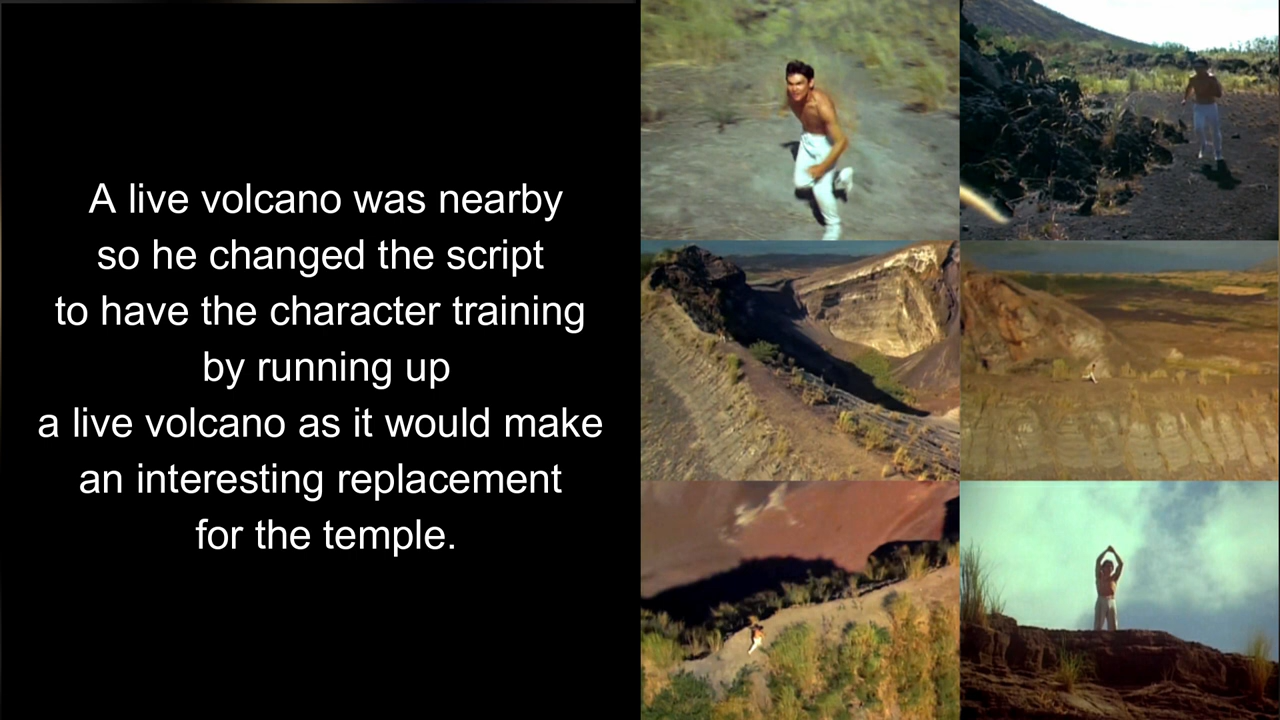 A live volcano was nearby
so he changed the script
to have the character training
by running up
a live volcano as it would make
an interesting replacement
for the temple.